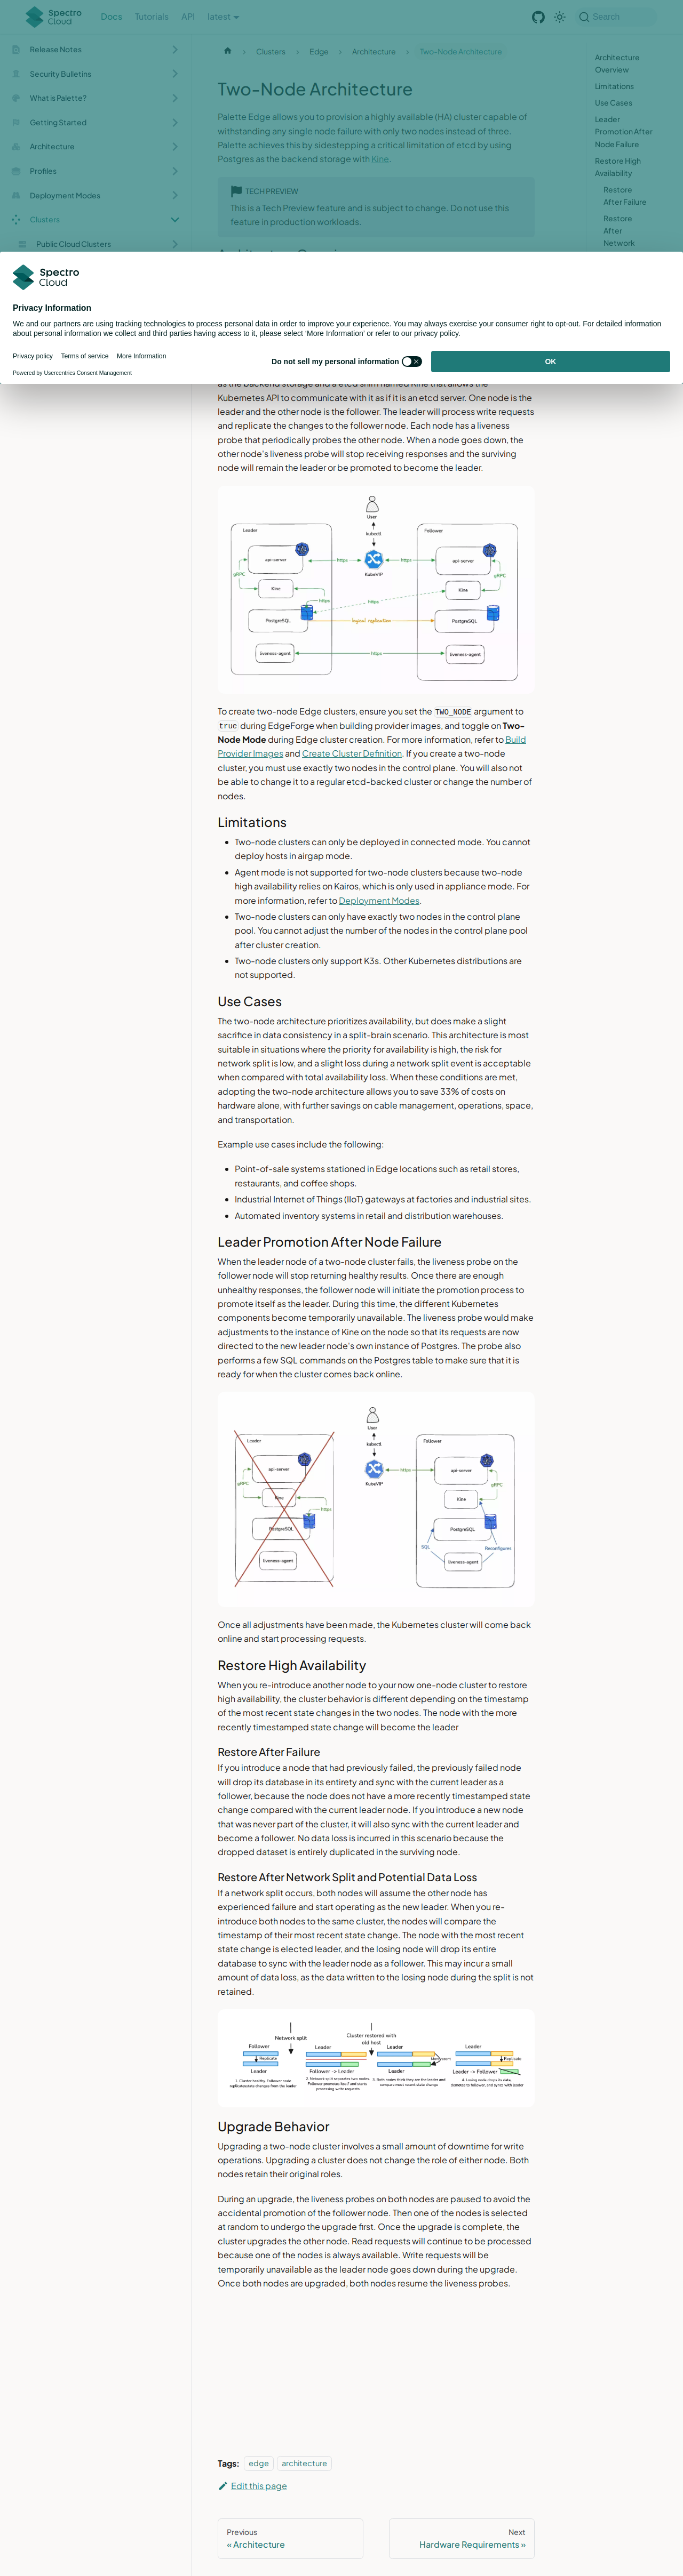 Spectro
Cloud
Docs
Tutorials
API
latest
Search
Release Notes
Security Bulletins
What is Palette?
Getting Started
Architecture
Profiles
Deployment Modes
Clusters
Public Cloud Clusters
Clusters
Edge
Architecture
Two-Node Architecture
Two-Node Architecture
Palette Edge allows you to provision a highly available (HA) cluster capable of
withstanding any single node failure with only two nodes instead of three.
Palette achieves this by sidestepping a critical limitation of etcd by using
Postgres as the backend storage with Kine.
TECH PREVIEW
This is a Tech Preview feature and is subject to change. Do not use this
feature in production workloads.
Architecture
Overview
Limitations
Use Cases
Leader
Promotion After
Node Failure
Restore High
Availability
Restore
After Failure
Restore
After
Network
Spectro
Cloud
Privacy Information
We and our partners are using tracking technologies to process personal data in order to improve your experience. You may always exercise your consumer right to opt-out. For detailed information
about personal information we collect and third parties having access to it, please select 'More Information' or refer to our privacy policy.
Privacy policy
Terms of service
More Information
Powered by Usercentrics Consent Management
Do not sell my personal information
OK
as the backend storage and a etcd shim named Kine that allows the
Kubernetes API to communicate with it as if it is an etcd server. One node is the
leader and the other node is the follower. The leader will process write requests
and replicate the changes to the follower node. Each node has a liveness
probe that periodically probes the other node. When a node goes down, the
other node's liveness probe will stop receiving responses and the surviving
node will remain the leader or be promoted to become the leader.
User
kubectl
KubeVIP
Leader
api-server
gRPC
Kine
https
PostgreSQL
liveness-agent
https
https
https
logical replication
https
Follower
api-server
gRPC
Kine
PostgreSQL
liveness-agent
To create two-node Edge clusters, ensure you set the TWO_NODE argument to
true during EdgeForge when building provider images, and toggle on Two-
Node Mode during Edge cluster creation. For more information, refer to Build
Provider Images and Create Cluster Definition. If you create a two-node
cluster, you must use exactly two nodes in the control plane. You will also not
be able to change it to a regular etcd-backed cluster or change the number of
nodes.
Limitations
Two-node clusters can only be deployed in connected mode. You cannot
deploy hosts in airgap mode.
Agent mode is not supported for two-node clusters because two-node
high availability relies on Kairos, which is only used in appliance mode. For
more information, refer to Deployment Modes.
Two-node clusters can only have exactly two nodes in the control plane
pool. You cannot adjust the number of the nodes in the control plane pool
after cluster creation.
Two-node clusters only support K3s. Other Kubernetes distributions are
not supported.
Use Cases
The two-node architecture prioritizes availability, but does make a slight
sacrifice in data consistency in a split-brain scenario. This architecture is most
suitable in situations where the priority for availability is high, the risk for
network split is low, and a slight loss during a network split event is acceptable
when compared with total availability loss. When these conditions are met,
adopting the two-node architecture allows you to save 33% of costs on
hardware alone, with further savings on cable management, operations, space,
and transportation.
Example use cases include the following:
Point-of-sale systems stationed in Edge locations such as retail stores,
restaurants, and coffee shops.
Industrial Internet of Things (IIoT) gateways at factories and industrial sites.
Automated inventory systems in retail and distribution warehouses.
Leader Promotion After Node Failure
When the leader node of a two-node cluster fails, the liveness probe on the
follower node will stop returning healthy results. Once there are enough
unhealthy responses, the follower node will initiate the promotion process to
promote itself as the leader. During this time, the different Kubernetes
components become temporarily unavailable. The liveness probe would make
adjustments to the instance of Kine on the node so that its requests are now
directed to the new leader node's own instance of Postgres. The probe also
performs a few SQL commands on the Postgres table to make sure that it is
ready for when the cluster comes back online.
User
kubectl
KubeVIP
Leader
api-server
gRPC
Kine
https
PostgreSQL
liveness-agent
https
Follower
api-server
gRPC
Kine
PostgreSQL
SQL
Reconfigures
liveness-agent
Once all adjustments have been made, the Kubernetes cluster will come back
online and start processing requests.
Restore High Availability
When you re-introduce another node to your now one-node cluster to restore
high availability, the cluster behavior is different depending on the timestamp
of the most recent state changes in the two nodes. The node with the more
recently timestamped state change will become the leader
Restore After Failure
If you introduce a node that had previously failed, the previously failed node
will drop its database in its entirety and sync with the current leader as a
follower, because the node does not have a more recently timestamped state
change compared with the current leader node. If you introduce a new node
that was never part of the cluster, it will also sync with the current leader and
become a follower. No data loss is incurred in this scenario because the
dropped dataset is entirely duplicated in the surviving node.
Restore After Network Split and Potential Data Loss
If a network split occurs, both nodes will assume the other node has
experienced failure and start operating as the new leader. When you re-
introduce both nodes to the same cluster, the nodes will compare the
timestamp of their most recent state change. The node with the most recent
state change is elected leader, and the losing node will drop its entire
database to sync with the leader node as a follower. This may incur a small
amount of data loss, as the data written to the losing node during the split is not
retained.
Network split
Cluster restored with
old host
Follower
Replicate
Leader
Leader
Follower -> Leader
Leader
Leader
Leader
Replicate
Leader -> Follower
Upgrade Behavior
Upgrading a two-node cluster involves a small amount of downtime for write
operations. Upgrading a cluster does not change the role of either node. Both
nodes retain their original roles.
During an upgrade, the liveness probes on both nodes are paused to avoid the
accidental promotion of the follower node. Then one of the nodes is selected
at random to undergo the upgrade first. Once the upgrade is complete, the
cluster upgrades the other node. Read requests will continue to be processed
because one of the nodes is always available. Write requests will be
temporarily unavailable as the leader node goes down during the upgrade.
Once both nodes are upgraded, both nodes resume the liveness probes.
Tags:
edge
architecture
Edit this page
Previous
« Architecture
Next
Hardware Requirements »